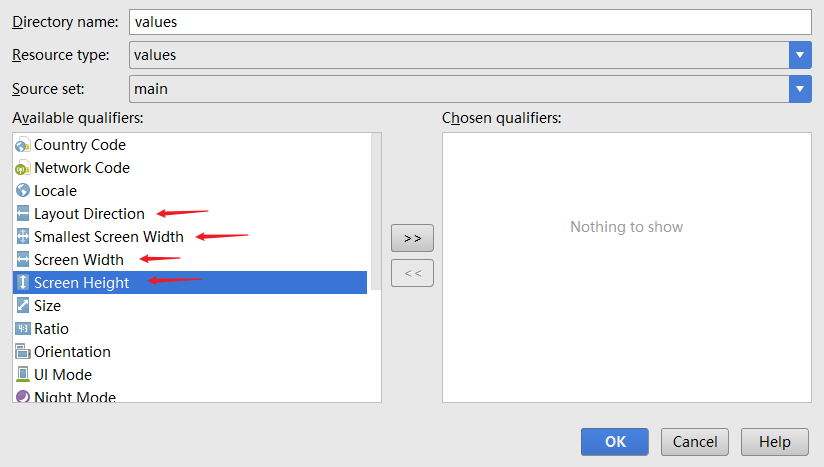 Directory name: values
Resource type: values
Source set: main
Available qualifiers: Chosen qualifiers:
Country Code
Network Code
Locale
Layout Direction
Smallest Screen Width
Screen Width
Screen Height
Size
Ratio
Orientation
UI Mode
Night Mode
>>
<<
Nothing to show
OK Cancel Help